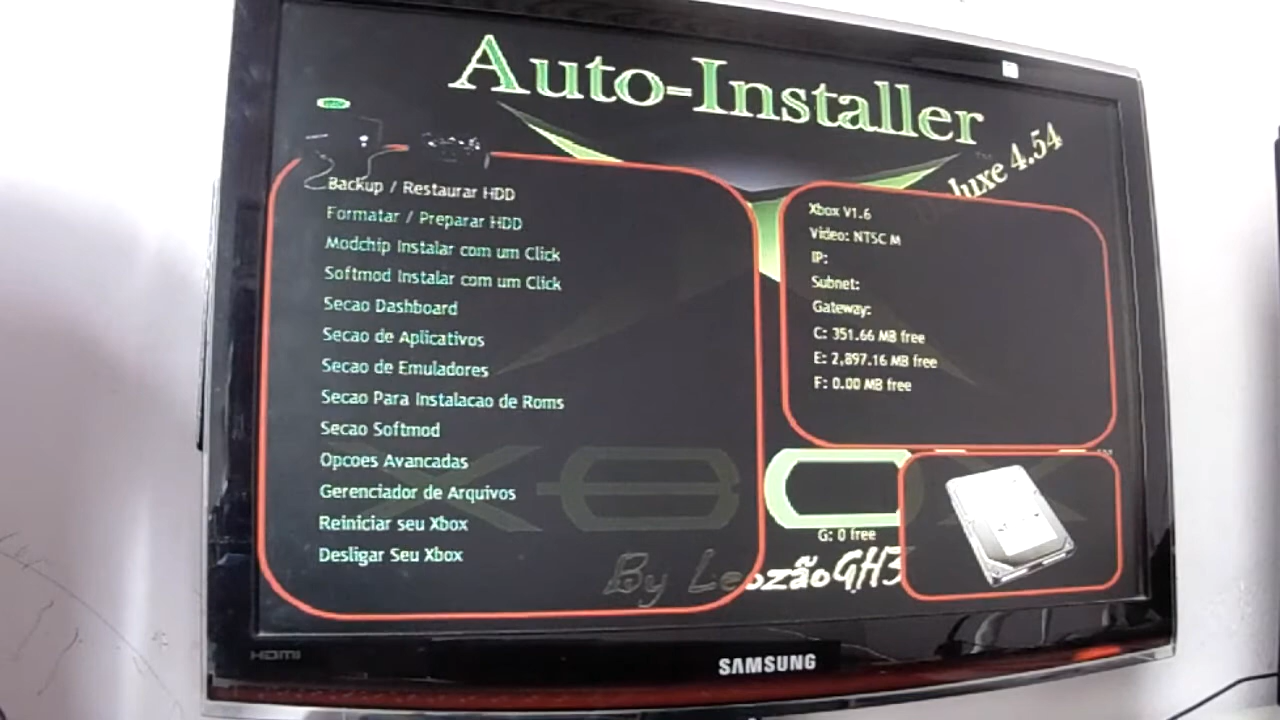 Auto-Installer
luxe 4.54
Backup / Restaurar HDD
Formatar / Preparar HDD
Modchip Instalar com um Click
Softmod Instalar com um Click
Secao Dashboard
Secao de Aplicativos
Secao de Emuladores
Secao Para Instalacao de Roms
Secao Softmod
Opcoes Avancadas
Gerenciador de Arquivos
Reiniciar seu Xbox
Desligar Seu Xbox
Xbox V1.6
Video: NTSC M
IP:
Subnet:
Gateway:
C: 351.66 MB free
E: 2,897.16 MB free
F: 0.00 MB free
G: 0 free
By LeozãoGH3
HDMI
SAMSUNG